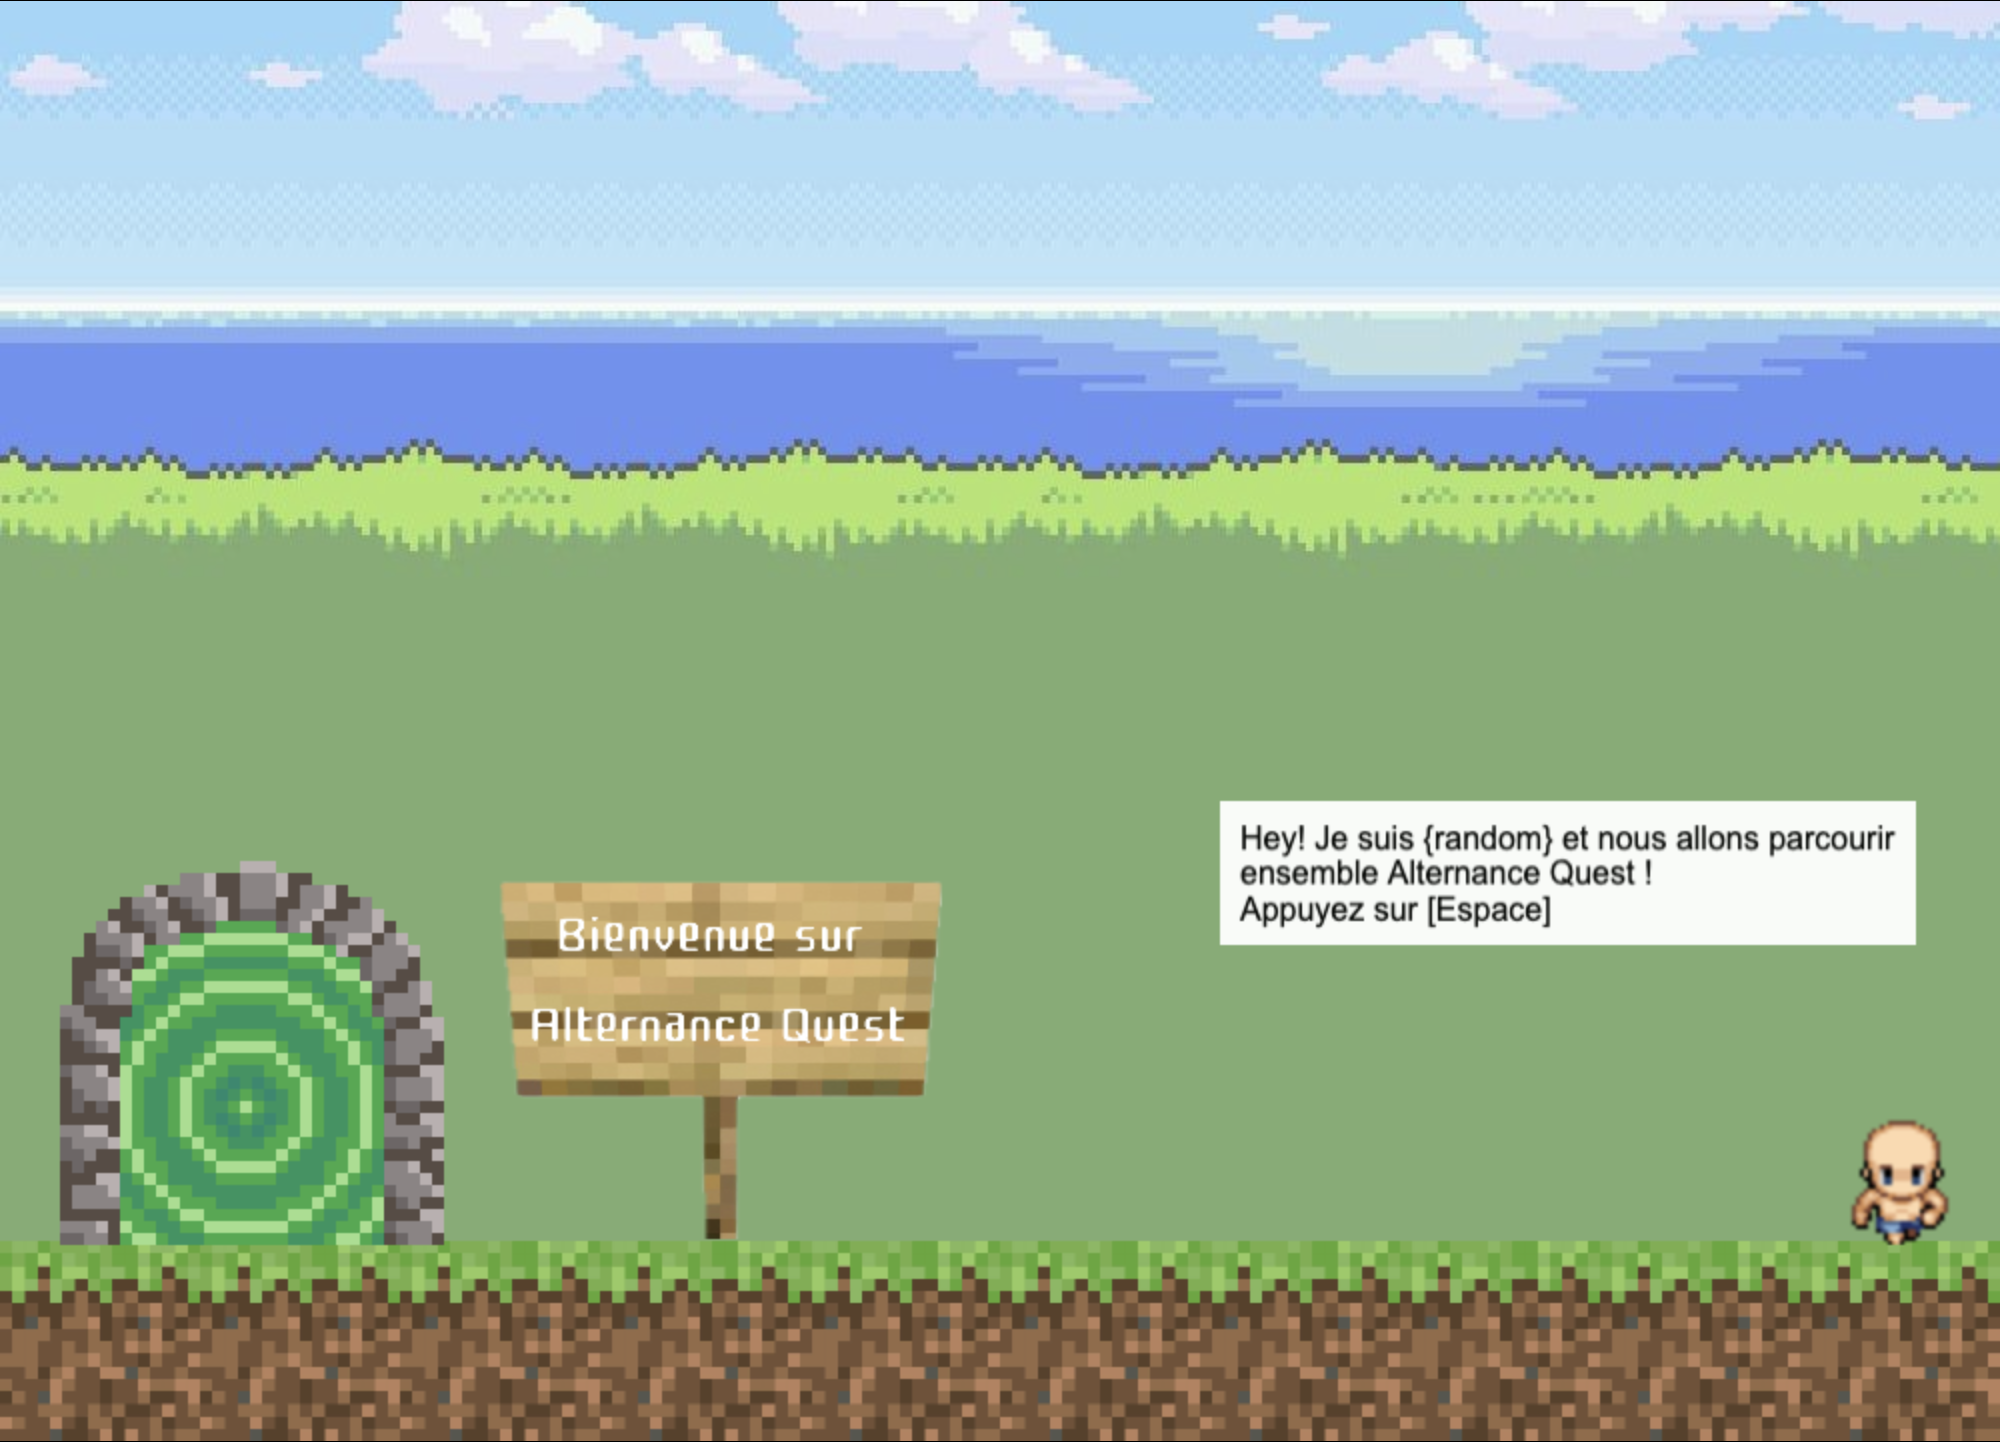 Bienvenue sur
Alternance Quest
Hey! Je suis {random} et nous allons parcourir
ensemble Alternance Quest !
Appuyez sur [Espace]